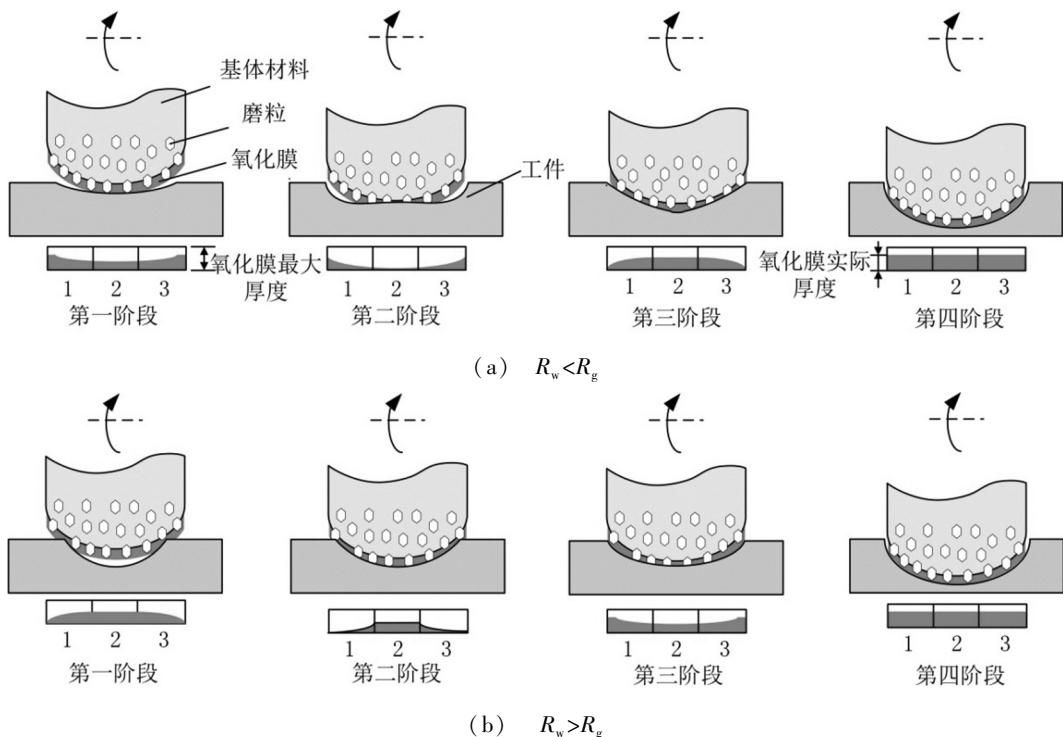 基体材料
磨粒
氧化膜
工件
氧化膜最大
厚度
氧化膜实际
厚度
1 2 3
1 2 3
1 2 3
1 2 3
第一阶段
第二阶段
第三阶段
第四阶段
(a) Rw<Rg
1 2 3
1 2 3
1 2 3
1 2 3
第一阶段
第二阶段
第三阶段
第四阶段
(b) Rw>Rg